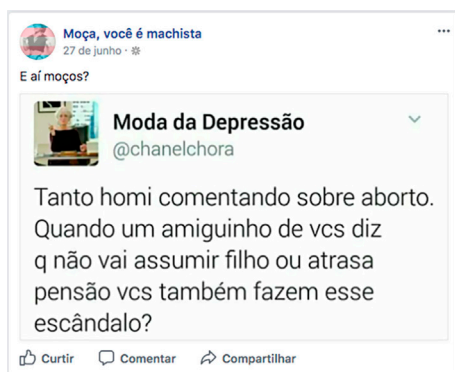 Moça, você é machista
27 de junho ·
E aí moços?
Moda da Depressão
@chanelchora
Tanto homi comentando sobre aborto.
Quando um amiguinho de vcs diz
q não vai assumir filho ou atrasa
pensão vcs também fazem esse
escândalo?
Curtir Comentar Compartilhar